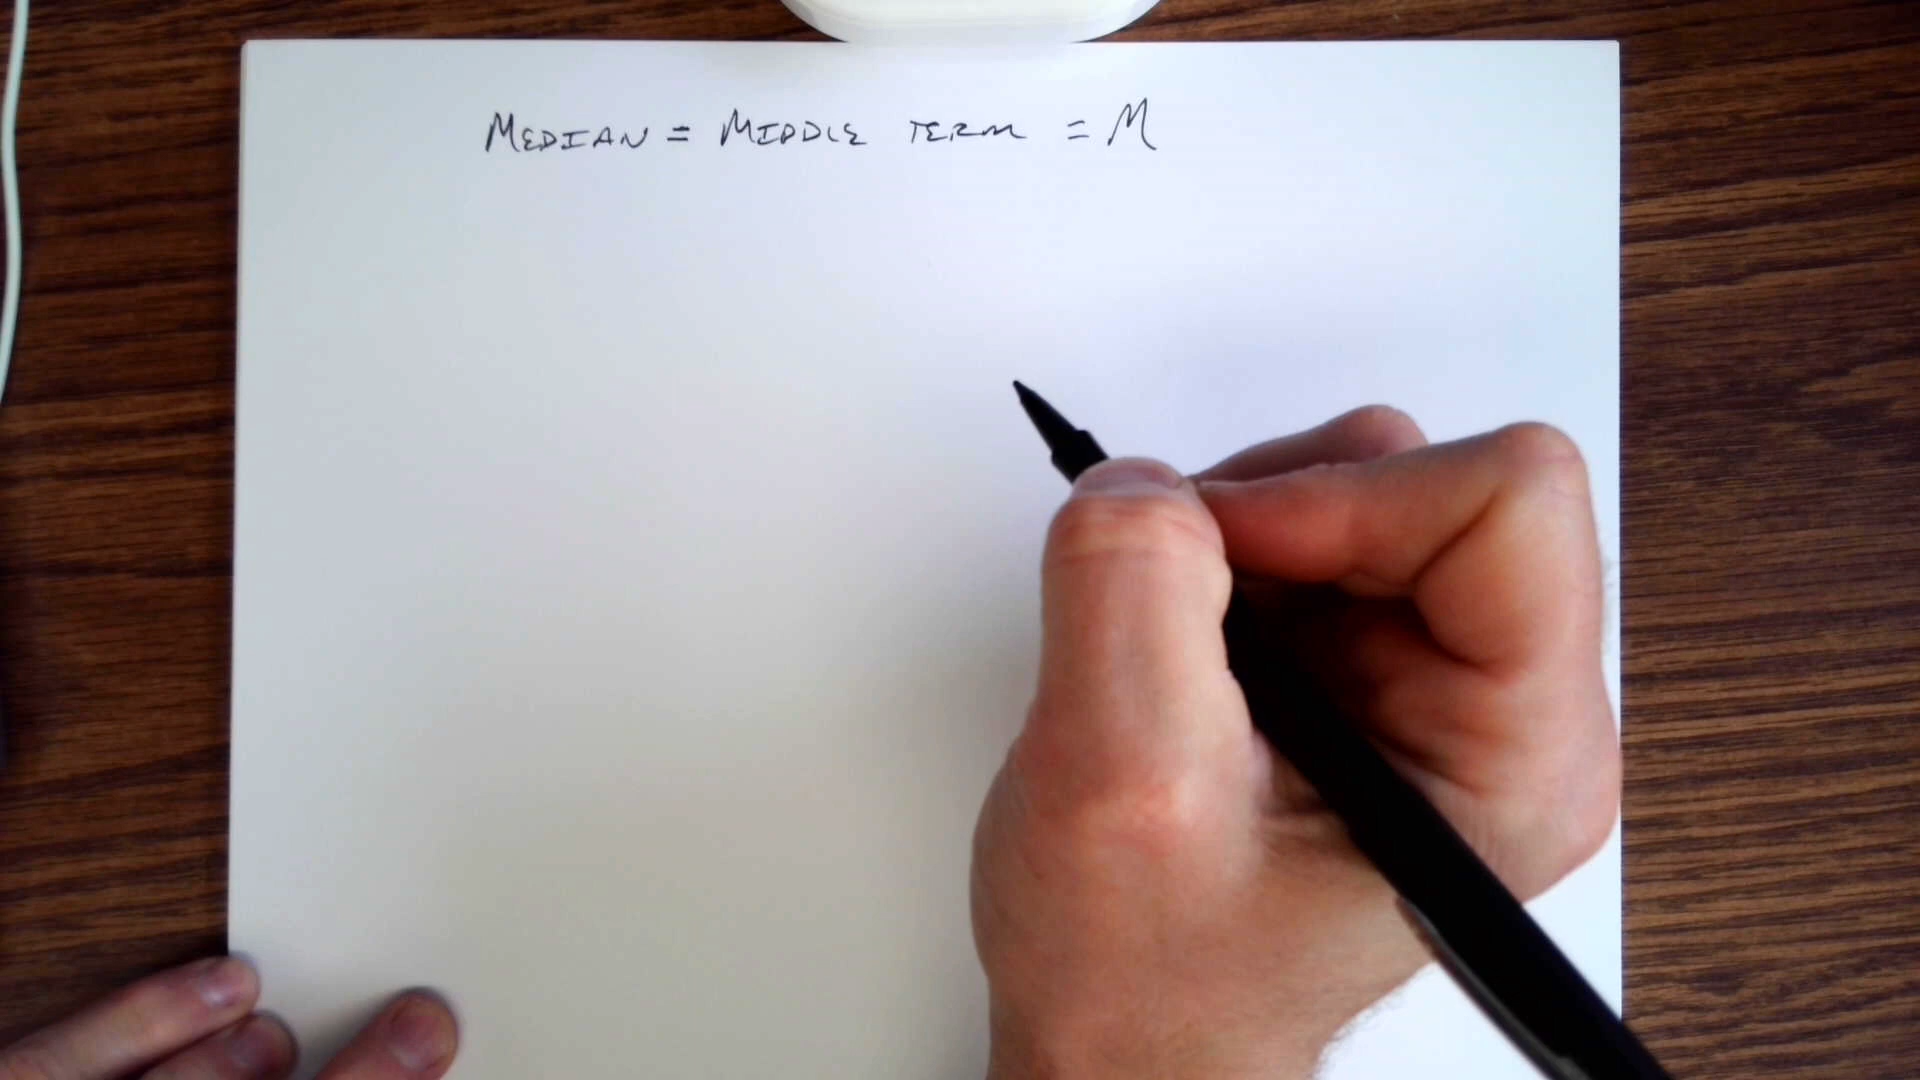 MEDIAN = MIDDLE TERM = M